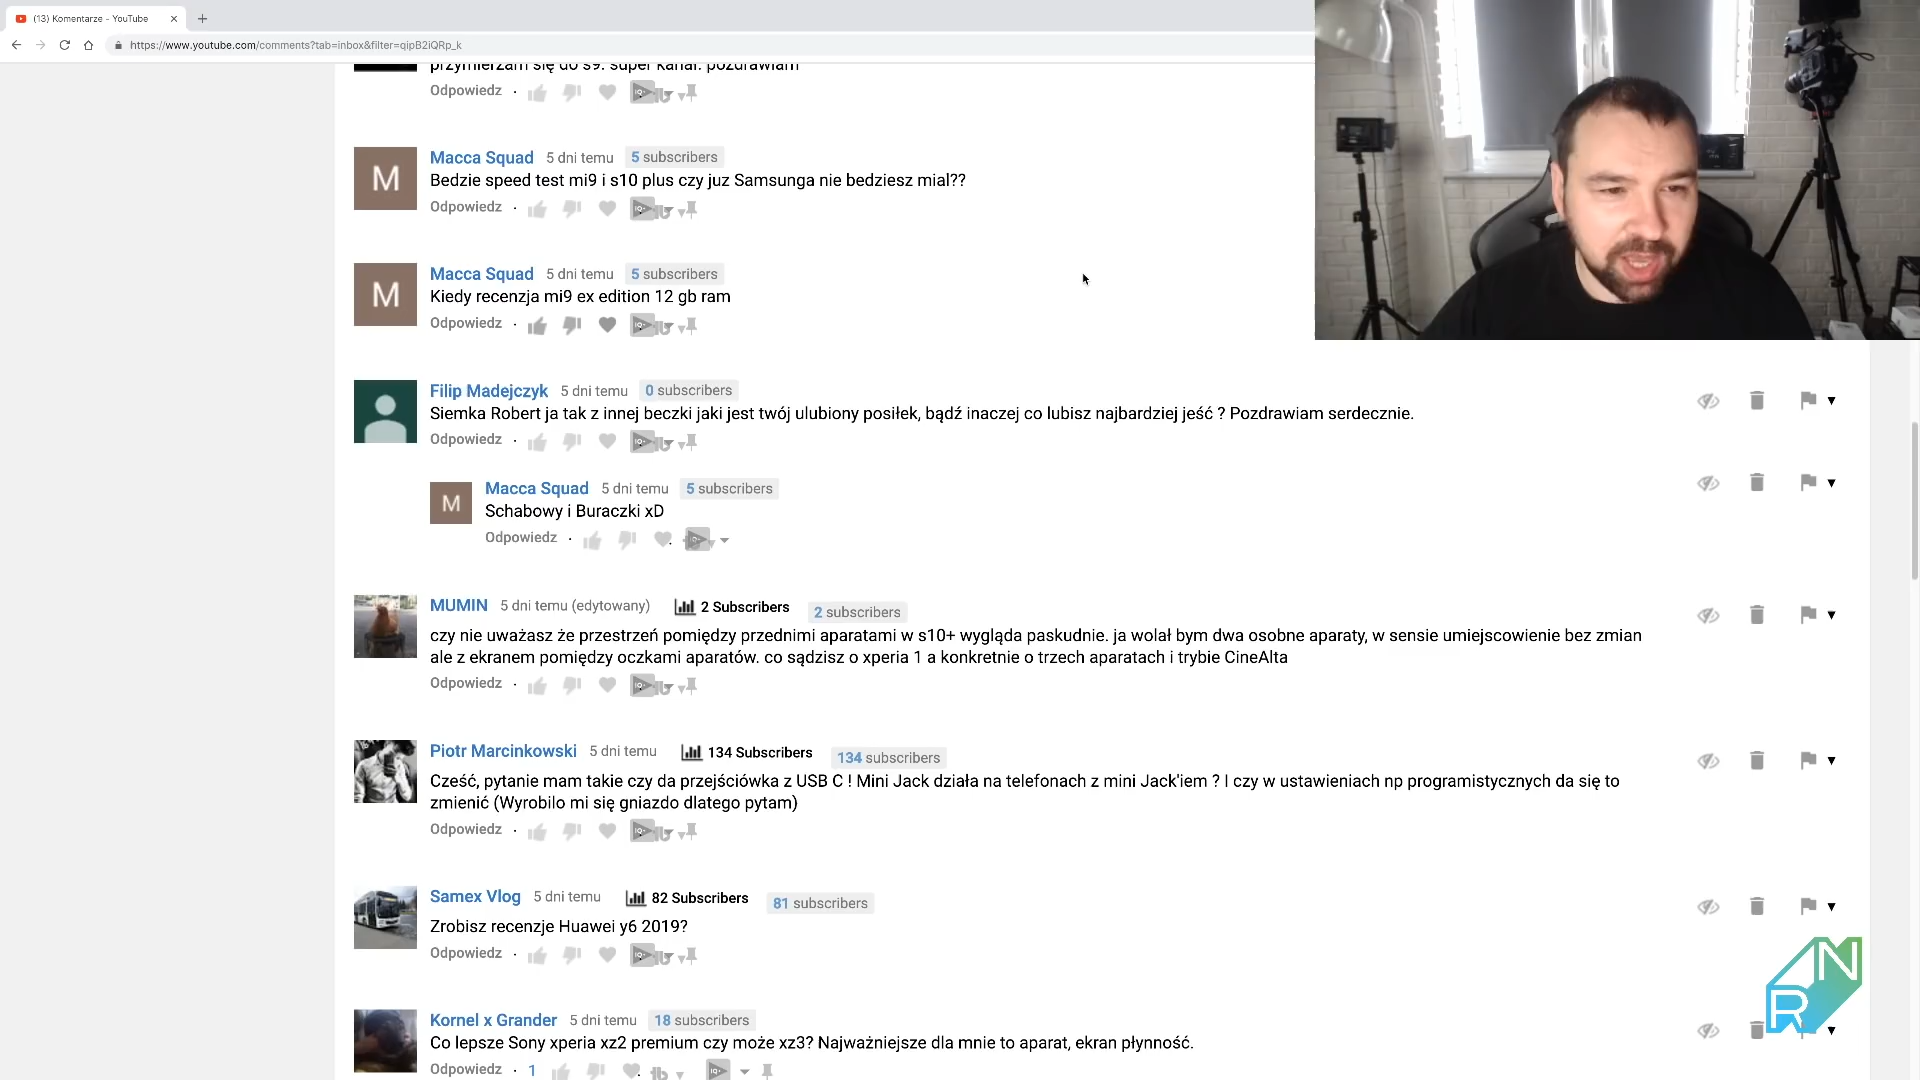 (13) Komentarze - YouTube
https://www.youtube.com/comments?tab=inbox&filter=qipB2iQRp_k
przymierzam się do s9. super kanał. pozdrawiam
Odpowiedz
M
Macca Squad 5 dni temu 5 subscribers
Bedzie speed test mi9 i s10 plus czy juz Samsunga nie bedziesz mial??
Odpowiedz
M
Macca Squad 5 dni temu 5 subscribers
Kiedy recenzja mi9 ex edition 12 gb ram
Odpowiedz
Filip Madejczyk 5 dni temu 0 subscribers
Siemka Robert ja tak z innej beczki jaki jest twój ulubiony posiłek, bądź inaczej co lubisz najbardziej jeść ? Pozdrawiam serdecznie.
Odpowiedz
M
Macca Squad 5 dni temu 5 subscribers
Schabowy i Buraczki xD
Odpowiedz
MUMIN 5 dni temu (edytowany) 2 Subscribers 2 subscribers
czy nie uważasz że przestrzeń pomiędzy przednimi aparatami w s10+ wygląda paskudnie. ja wolał bym dwa osobne aparaty, w sensie umiejscowienie bez zmian
ale z ekranem pomiędzy oczkami aparatów. co sądzisz o xperia 1 a konkretnie o trzech aparatach i trybie CineAlta
Odpowiedz
Piotr Marcinkowski 5 dni temu 134 Subscribers 134 subscribers
Cześć, pytanie mam takie czy da przejściówka z USB C ! Mini Jack działa na telefonach z mini Jack'iem ? I czy w ustawieniach np programistycznych da się to
zmienić (Wyrobilo mi się gniazdo dlatego pytam)
Odpowiedz
Samex Vlog 5 dni temu 82 Subscribers 81 subscribers
Zrobisz recenzje Huawei y6 2019?
Odpowiedz
Kornel x Grander 5 dni temu 18 subscribers
Co lepsze Sony xperia xz2 premium czy może xz3? Najważniejsze dla mnie to aparat, ekran płynność.
Odpowiedz 1
RN